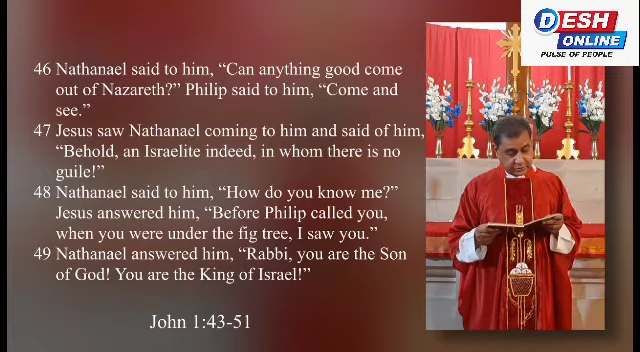 DESH
ONLINE
PULSE OF PEOPLE
46 Nathanael said to him, “Can anything good come
out of Nazareth?” Philip said to him, “Come and
see.”
47 Jesus saw Nathanael coming to him and said of him,
“Behold, an Israelite indeed, in whom there is no
guile!”
48 Nathanael said to him, “How do you know me?”
Jesus answered him, “Before Philip called you,
when you were under the fig tree, I saw you.”
49 Nathanael answered him, “Rabbi, you are the Son
of God! You are the King of Israel!”
John 1:43-51